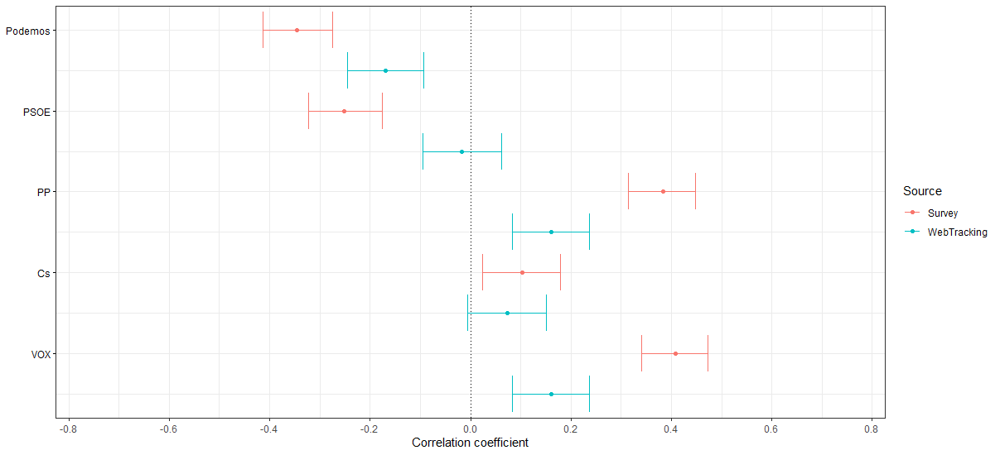 Podemos
PSOE
PP
Cs
VOX
-0.8 -0.6 -0.4 -0.2 0.0 0.2 0.4 0.6 0.8
Correlation coefficient
Source
Survey
WebTracking